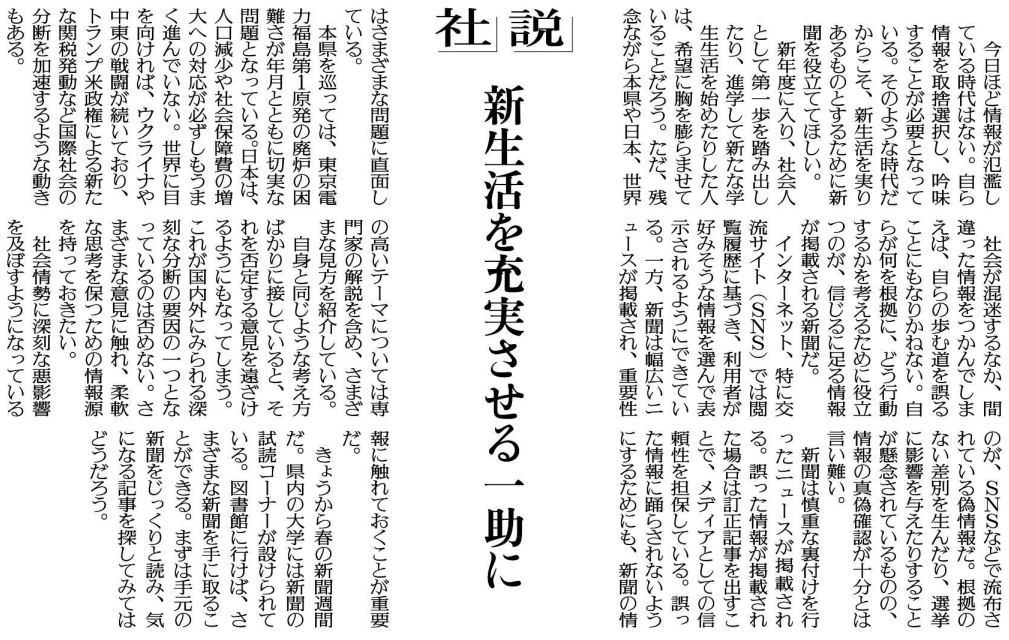 社説
新生活を充実させる一助に
今日ほど情報が氾濫し
ている時代はない。自ら
情報を取捨選択し、吟味
することが必要となって
いる。そのような時代だ
からこそ、新生活を実り
あるものとするために新
聞を役立ててほしい。
新年度に入り、社会人
として第一歩を踏み出し
たり、進学して新たな学
生生活を始めたりした人
は、希望に胸を膨らませて
いることだろう。ただ、残
念ながら本県や日本、世界
はさまざまな問題に直面し
ている。
本県を巡っては、東京電
力福島第1原発の廃炉の困
難さが年月とともに切実な
問題となっている。日本は、
人口減少や社会保障費の増
大への対応が必ずしもうま
く進んでいない。世界に目
を向ければ、ウクライナや
中東の戦闘が続いており、
トランプ米政権による新た
な関税発動など国際社会の
分断を加速するような動き
もある。
社会が混迷するなか、間
違った情報をつかんでしま
えば、自らの歩む道を誤る
ことにもなりかねない。自
らが何を根拠に、どう行動
するかを考えるために役立
つのが、信じるに足る情報
が掲載される新聞だ。
インターネット、特に交
流サイト(SNS)では閲
覧履歴に基づき、利用者が
好みそうな情報を選んで表
示されるようにできてい
る。一方、新聞は幅広いニ
ュースが掲載され、重要性
の高いテーマについては専
門家の解説を含め、さまざ
まな見方を紹介している。
自身と同じような考え方
ばかりに接していると、そ
れを否定する意見を遠ざけ
るようにもなってしまう。
これが国内外にみられる深
刻な分断の要因の一つとな
っているのは否めない。さ
まざまな意見に触れ、柔軟
な思考を保つための情報源
を持っておきたい。
社会情勢に深刻な悪影響
を及ぼすようになっている
のが、SNSなどで流布さ
れている偽情報だ。根拠の
ない差別を生んだり、選挙
に影響を与えたりすること
が懸念されているものの、
情報の真偽確認が十分とは
言い難い。
新聞は慎重な裏付けを行
ったニュースが掲載され
る。誤った情報が掲載され
た場合は訂正記事を出すこ
とで、メディアとしての信
頼性を担保している。誤っ
た情報に踊らされないよう
にするためにも、新聞の情
報に触れておくことが重要
だ。
きょうから春の新聞週間
だ。県内の大学には新聞の
試読コーナーが設けられて
いる。図書館に行けば、さ
まざまな新聞を手に取るこ
とができる。まずは手元の
新聞をじっくりと読み、気
になる記事を探してみては
どうだろう。